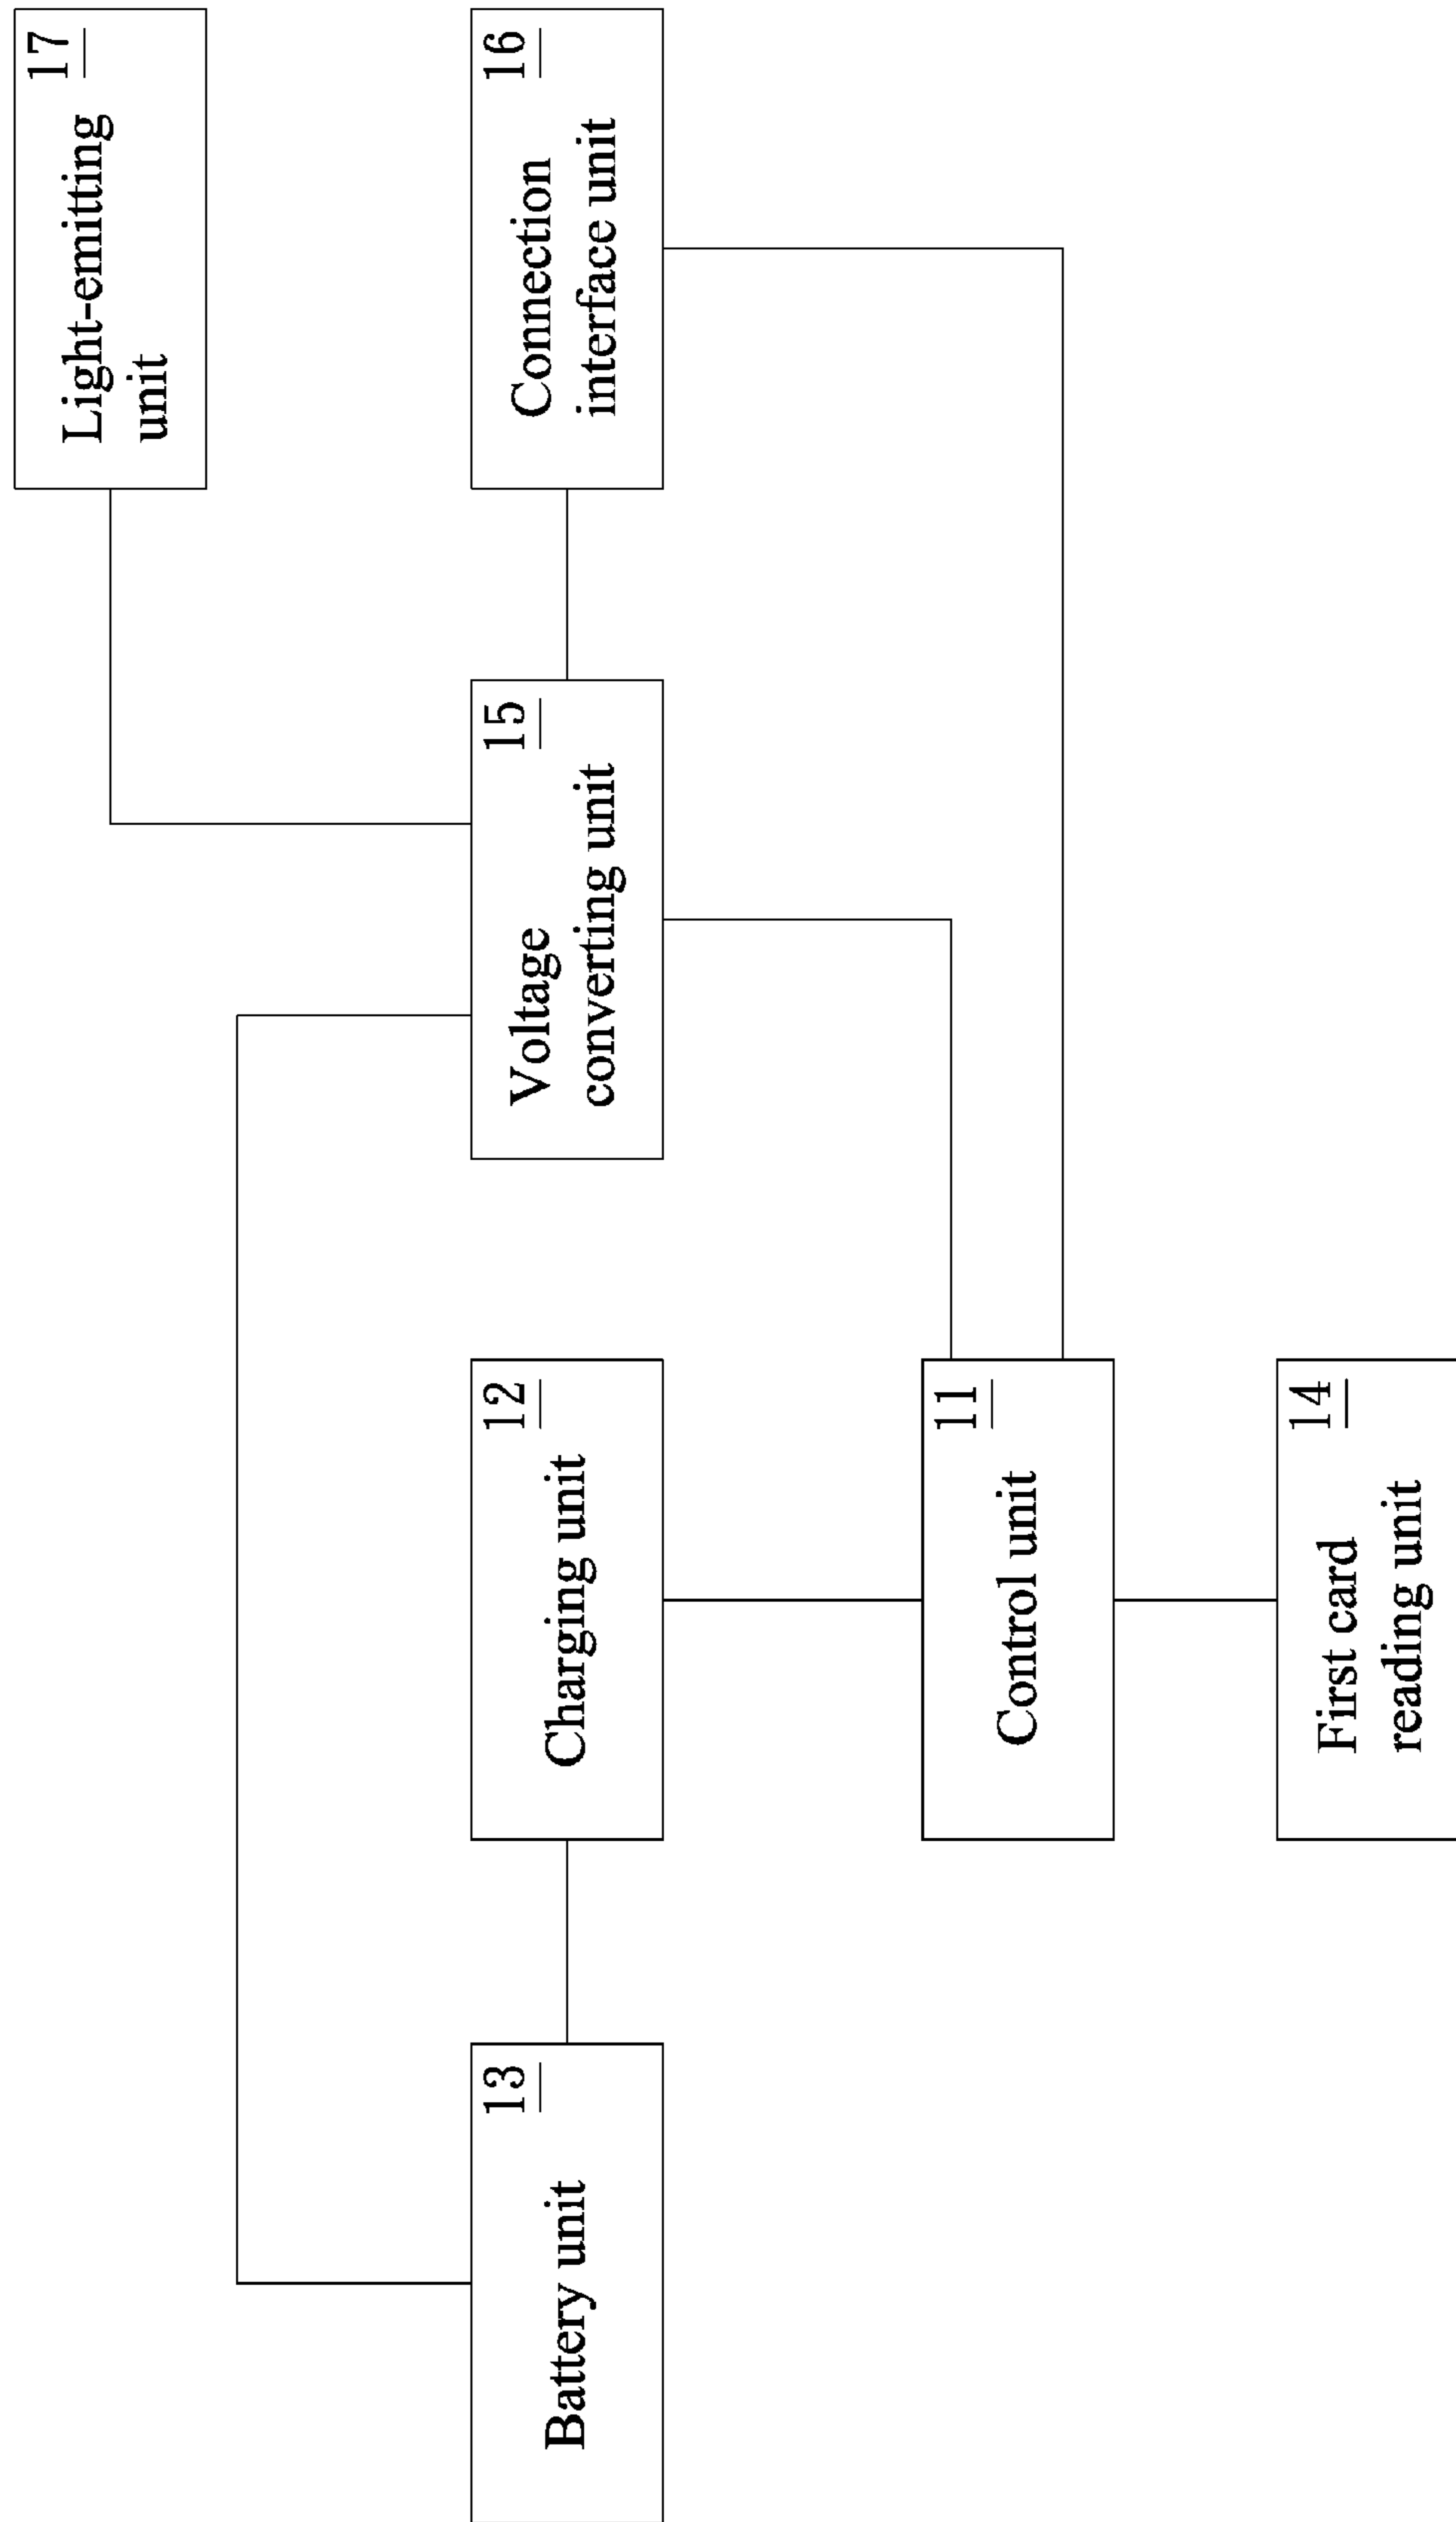 17
Light-emitting
unit
13
Battery unit
12
Charging unit
15
Voltage
converting unit
16
Connection
interface unit
11
Control unit
14
First card
reading unit